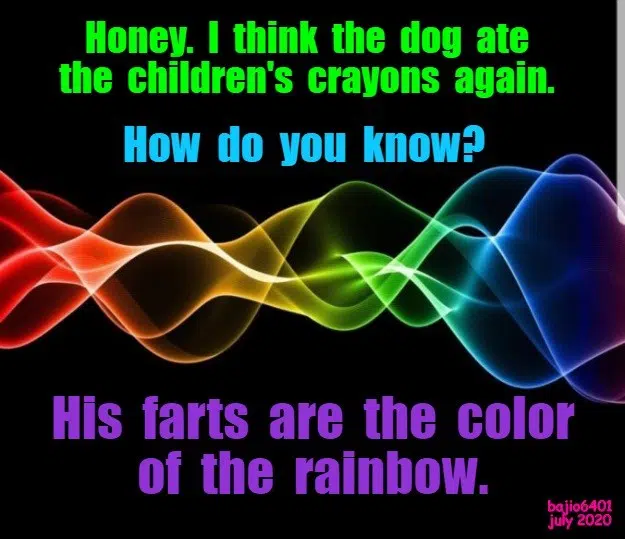 Honey. I think the dog ate
the children's crayons again.
How do you know?
His farts are the color
of the rainbow.
bajio6401
july 2020